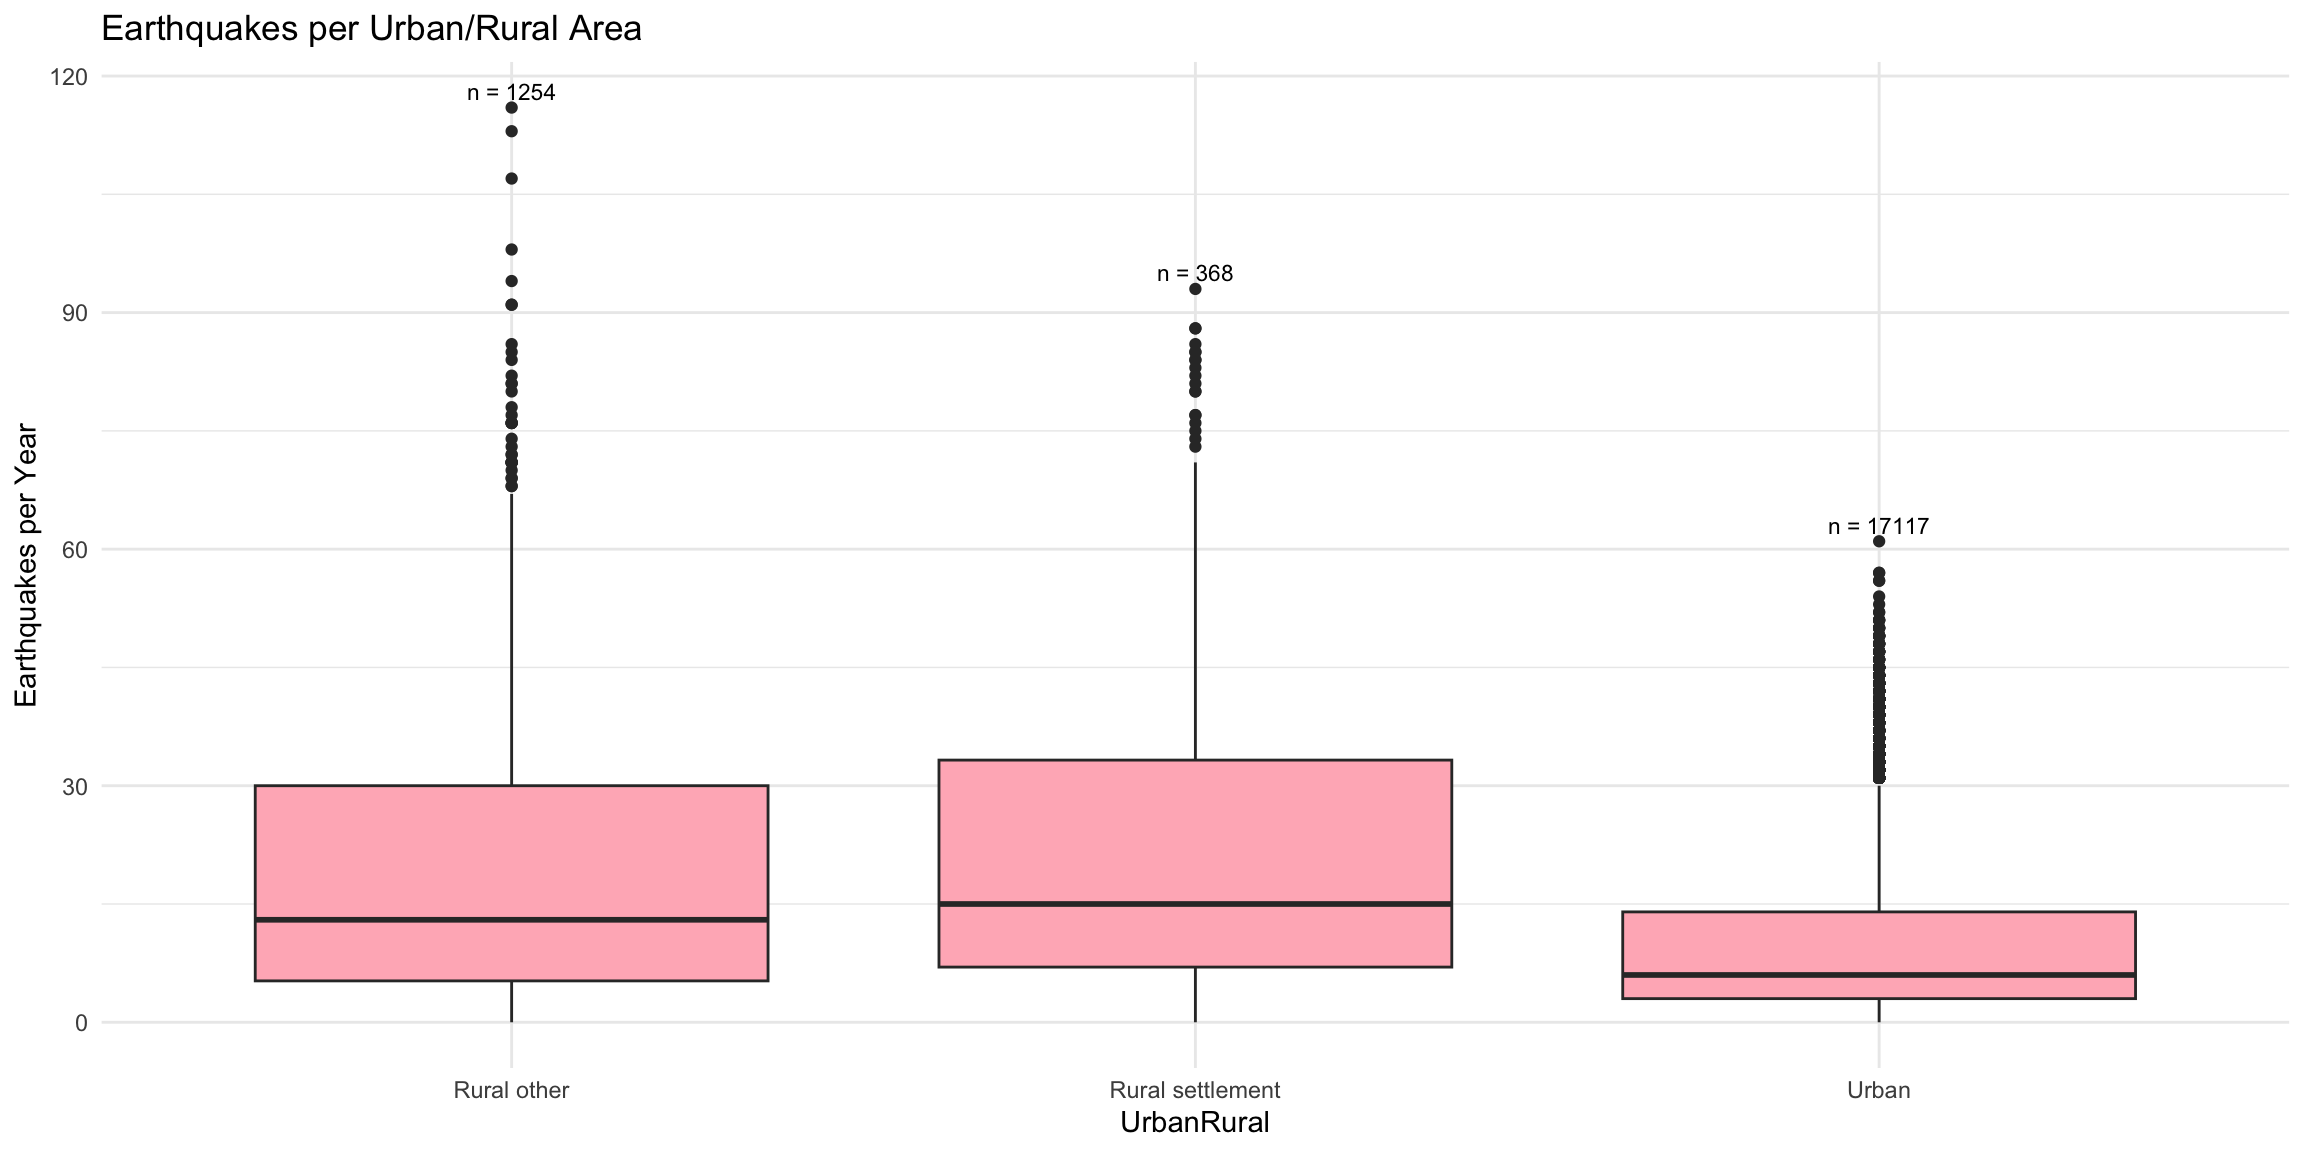 Earthquakes per Urban/Rural Area
120
n = 1254
n = 368
90
n = 17117
60
Earthquakes per Year
30
0
Rural other
Rural settlement
Urban
UrbanRural